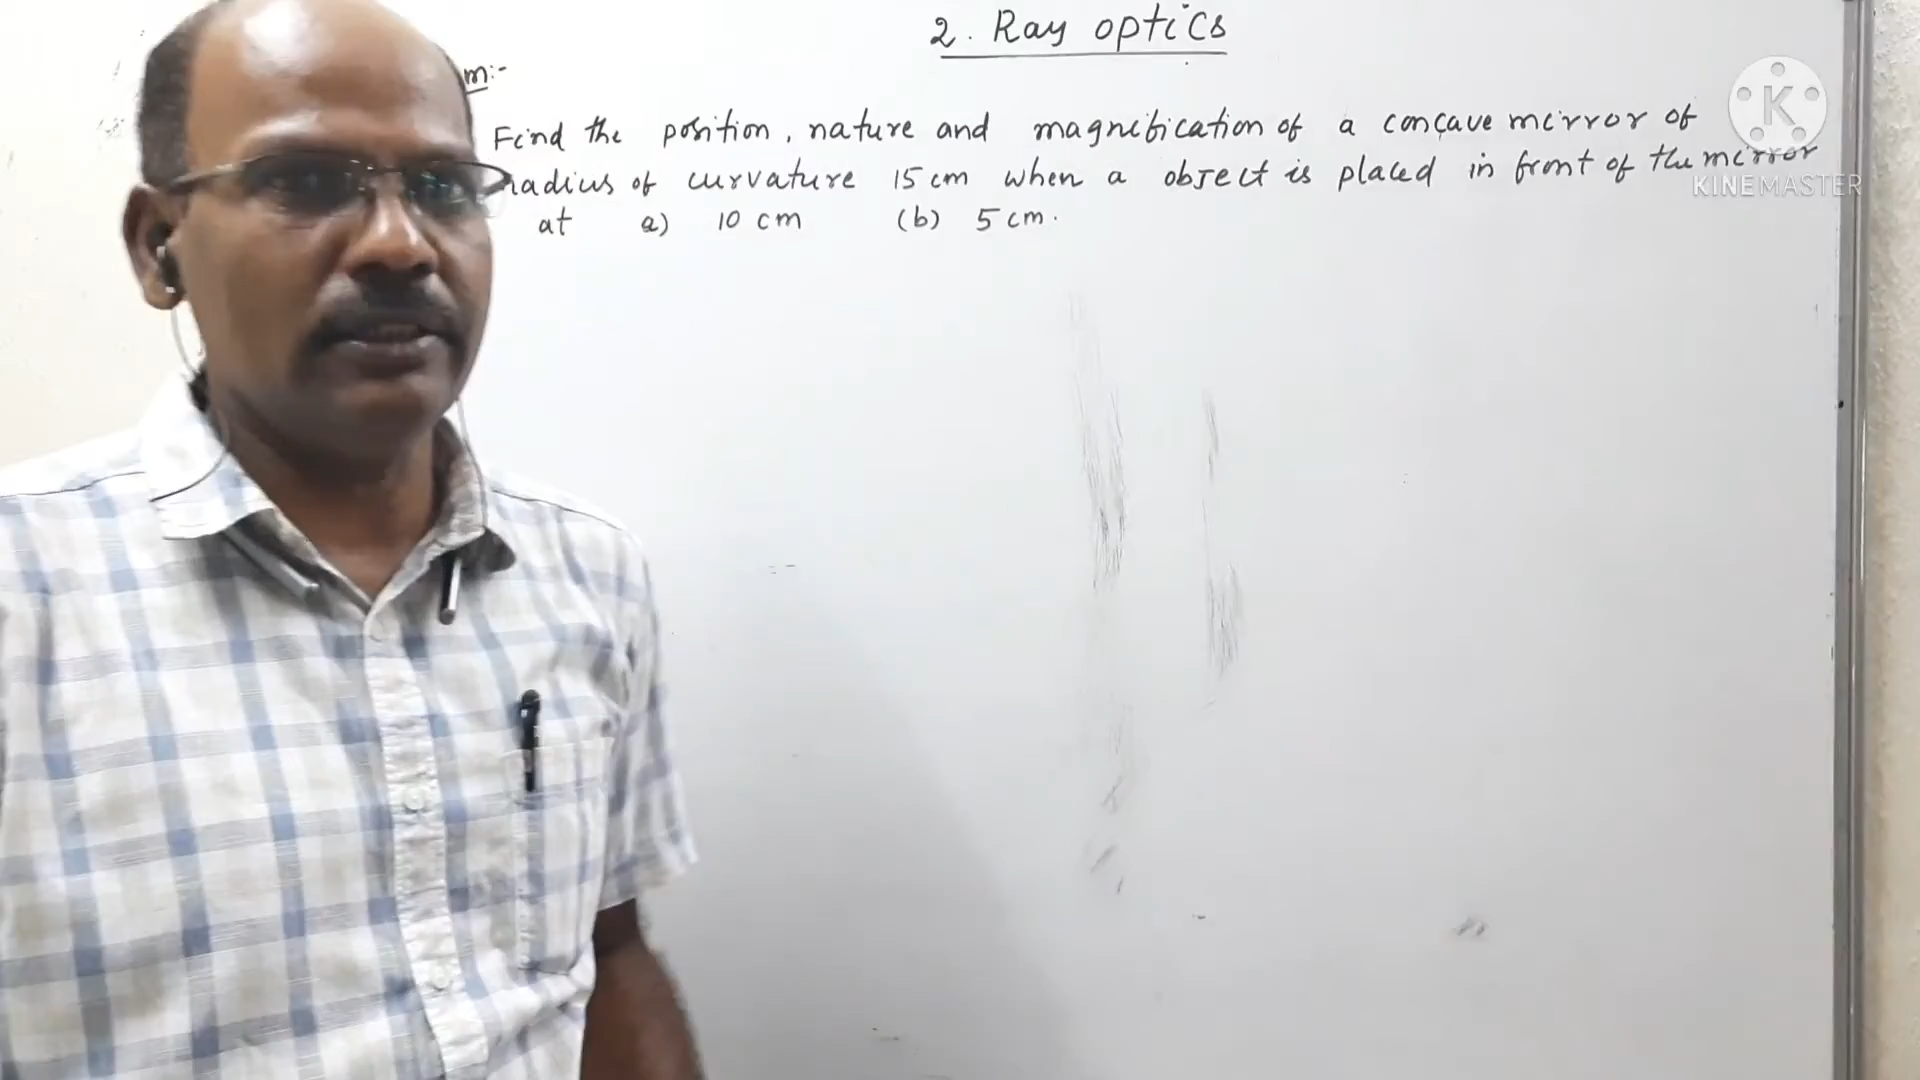 2. Ray optics
m:-
Find the position, nature and magnification of a concave mirror of
radius of curvature 15 cm when a object is placed in front of the mirror
at a) 10 cm (b) 5 cm.
K
KINEMASTER